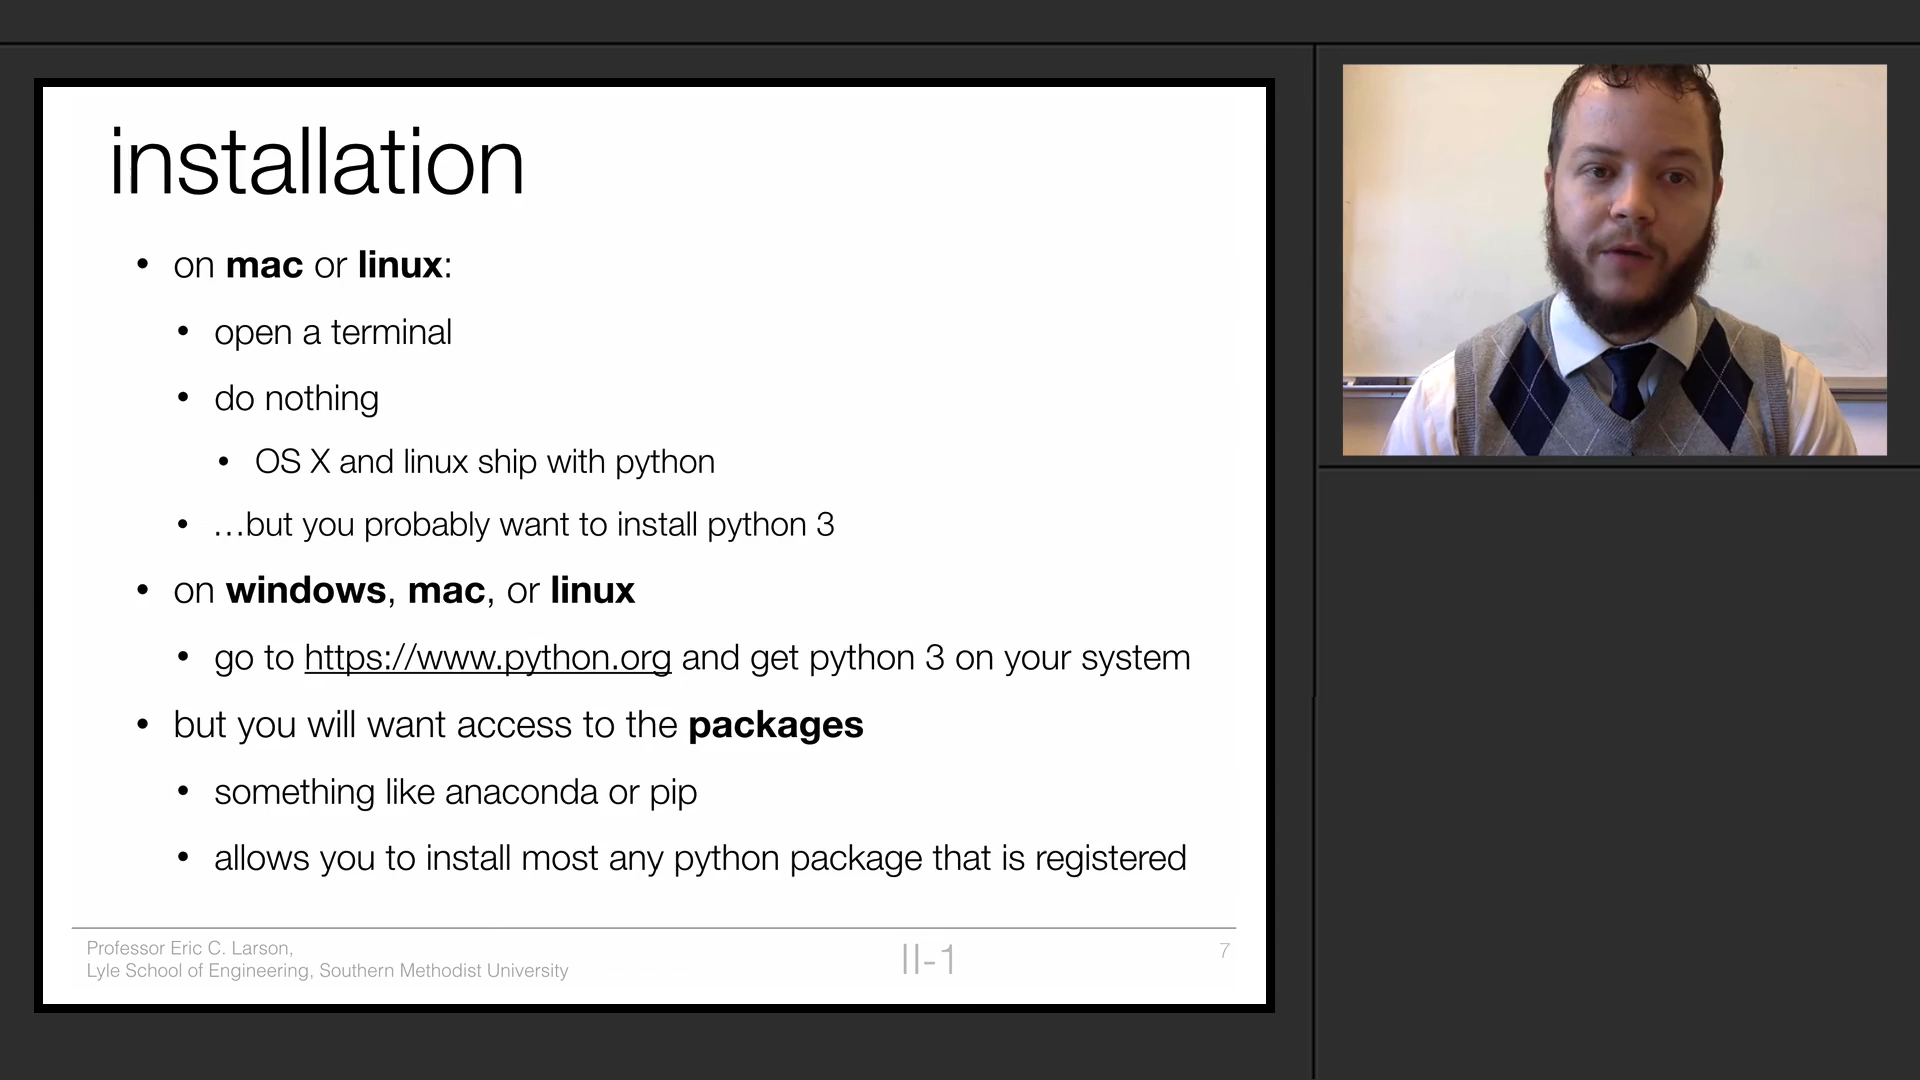 installation
• on mac or linux:
• open a terminal
• do nothing
• OS X and linux ship with python
• …but you probably want to install python 3
• on windows, mac, or linux
• go to https://www.python.org and get python 3 on your system
• but you will want access to the packages
• something like anaconda or pip
• allows you to install most any python package that is registered
Professor Eric C. Larson,
Lyle School of Engineering, Southern Methodist University
II-1
7